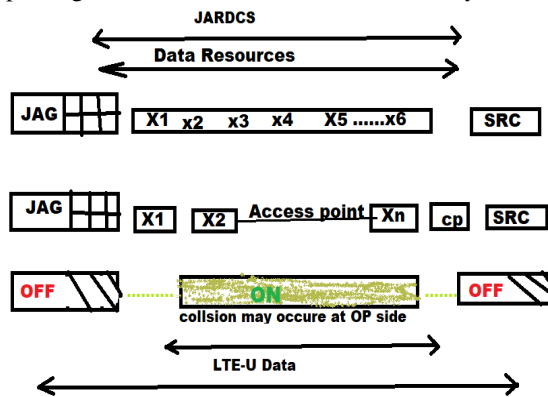 JARDCS
Data Resources
JAG X1 x2 x3 x4 X5 ......x6 SRC
JAG X1 X2 Access point Xn cp SRC
OFF ON OFF
collsion may occure at OP side
LTE-U Data